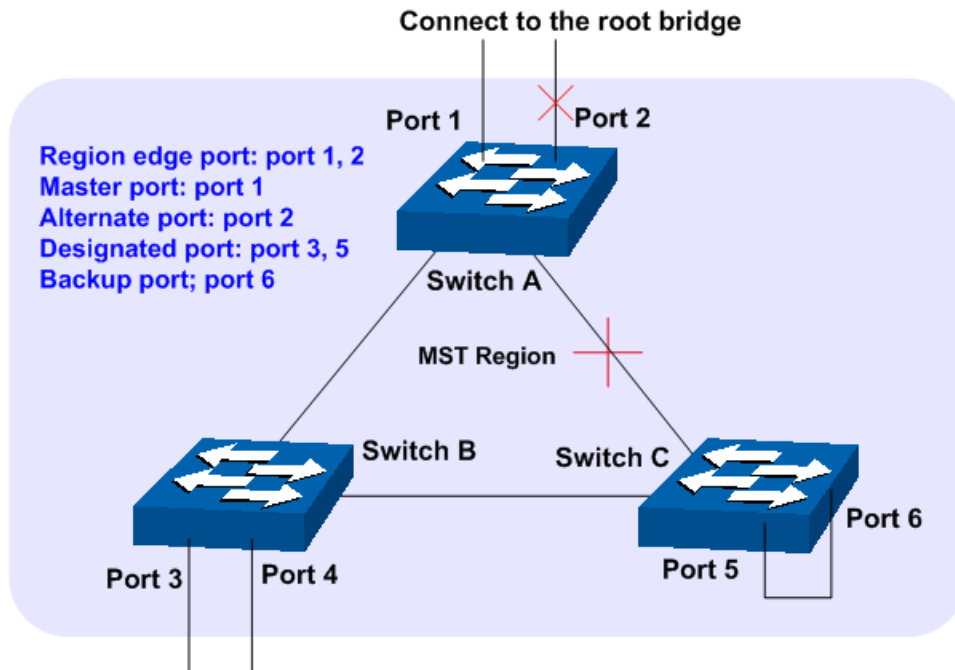 Connect to the root bridge
Port 1
Port 2
Region edge port: port 1, 2
Master port: port 1
Alternate port: port 2
Designated port: port 3, 5
Backup port; port 6
Switch A
MST Region
Switch B
Switch C
Port 6
Port 5
Port 3
Port 4